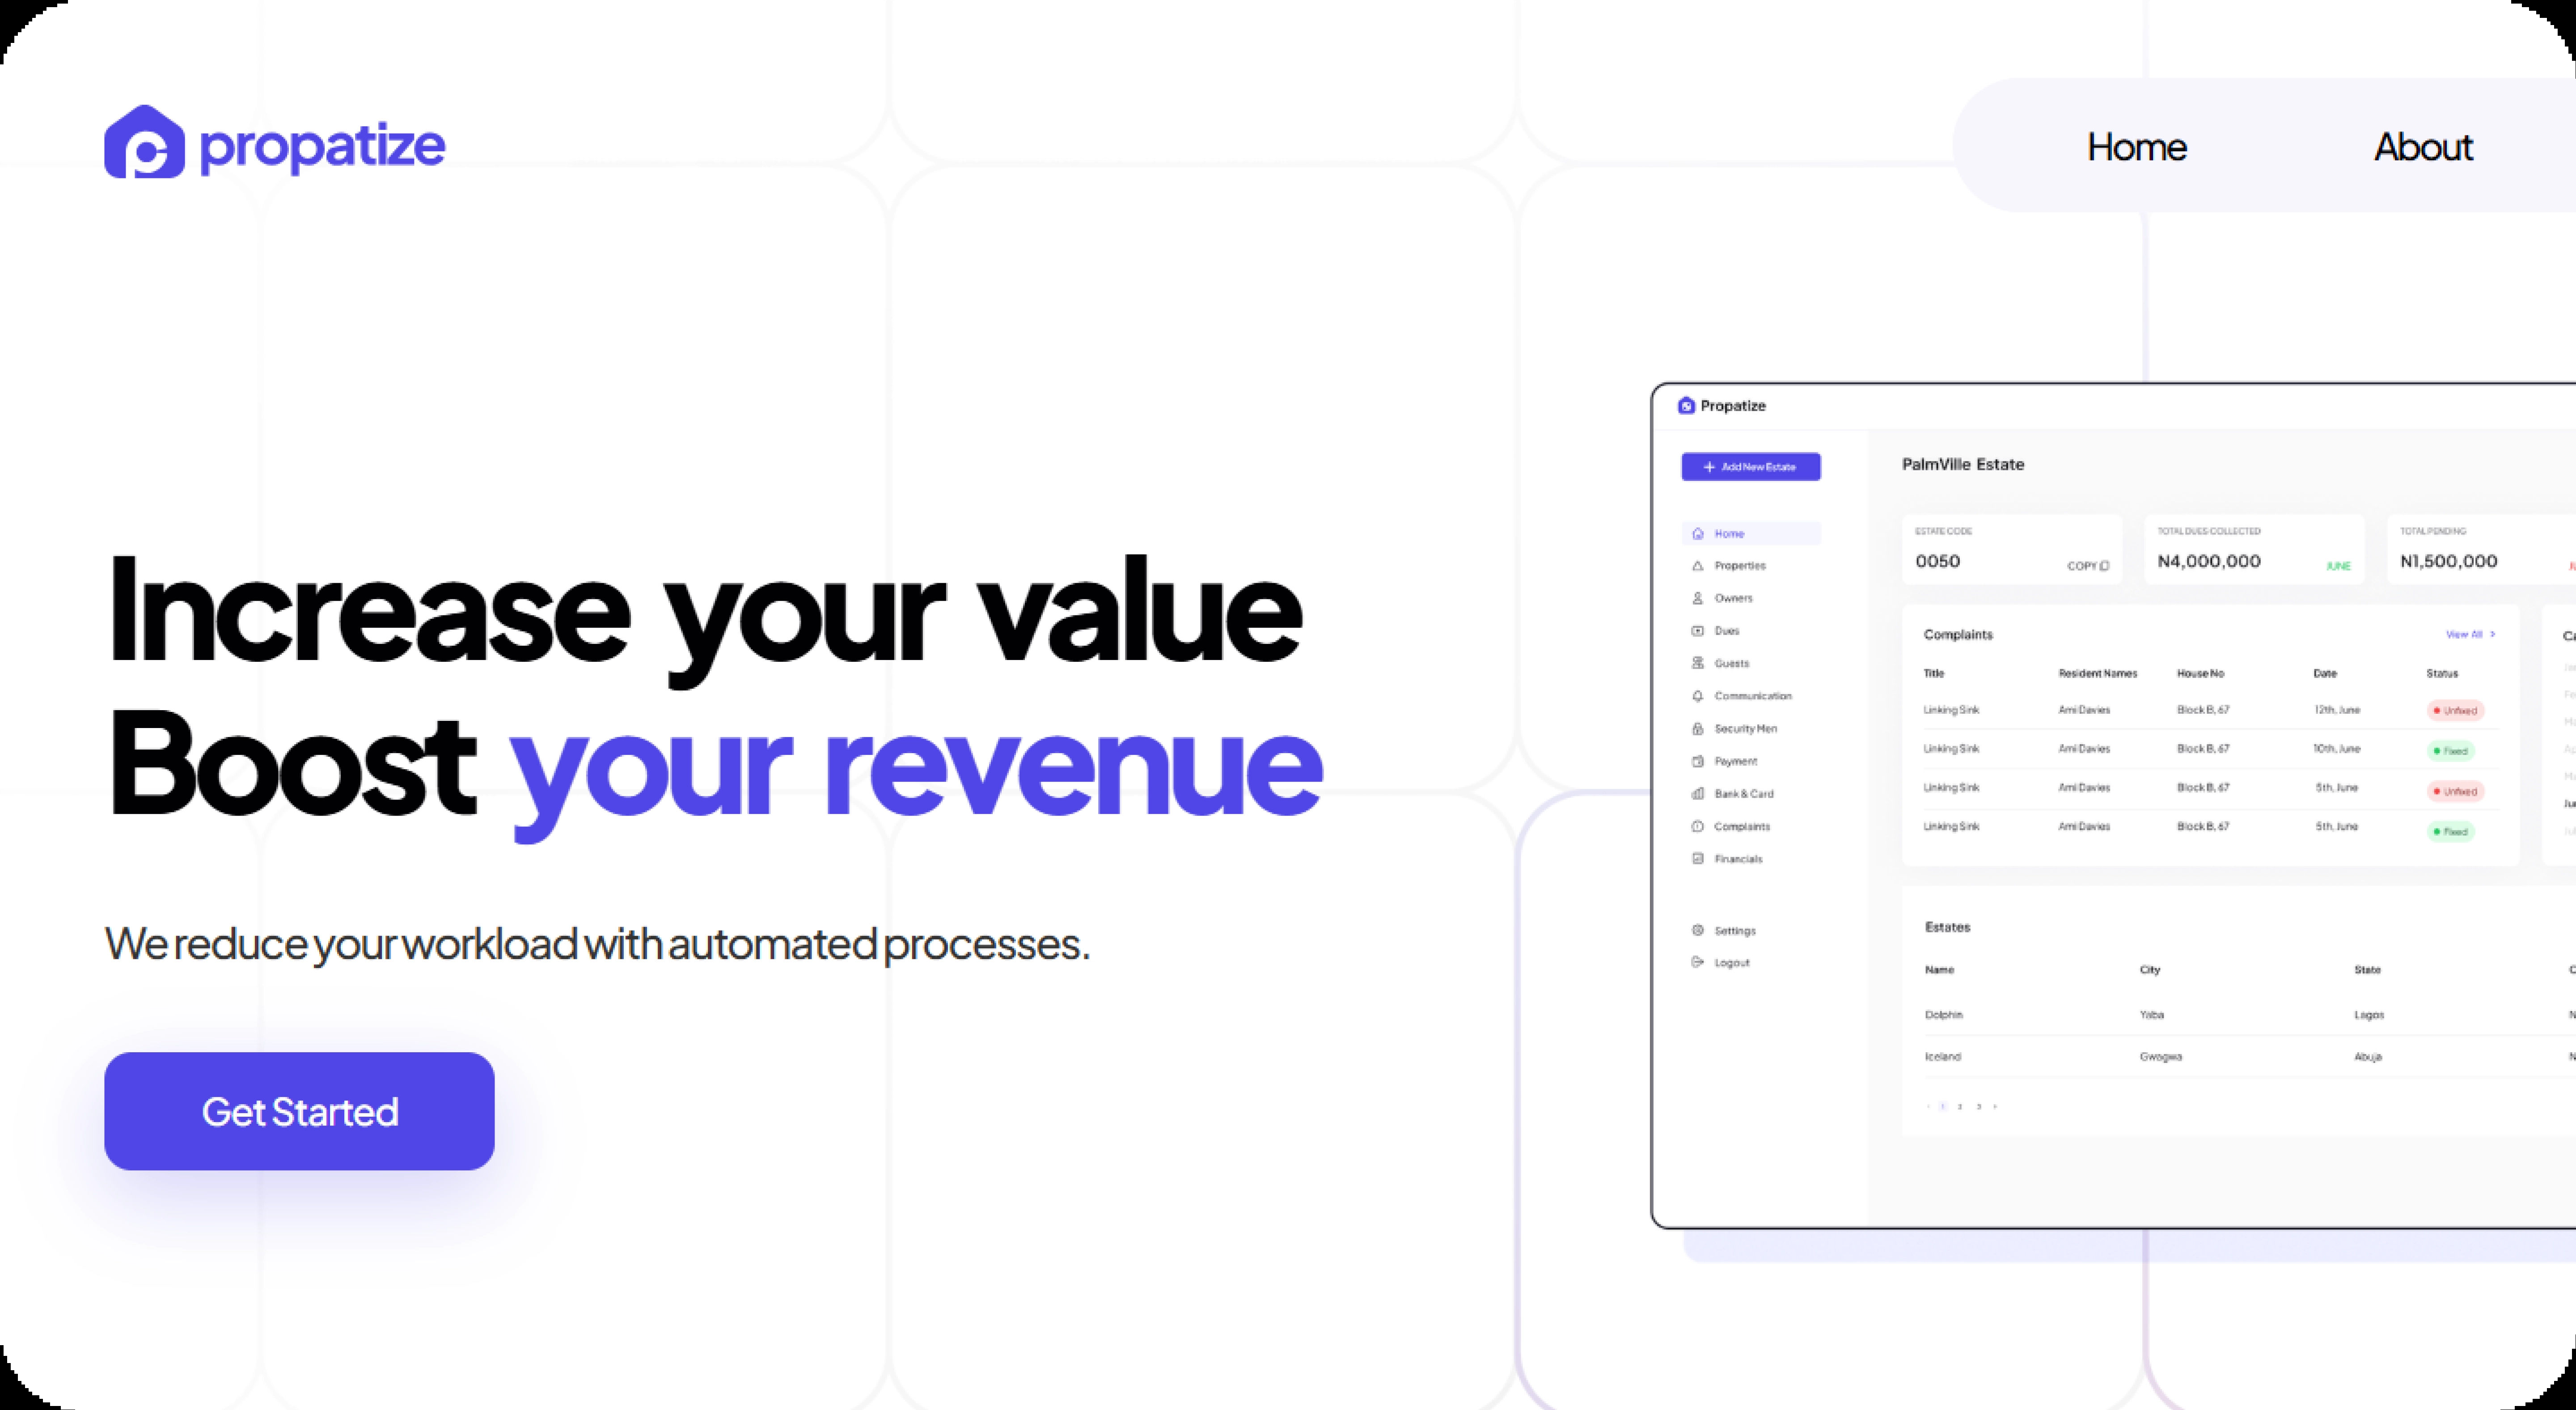 propatize
Home About
Increase your value
Boost your revenue
We reduce your workload with automated processes.
Get Started
Propatize
Add New Estate
Home
Properties
Owners
Dues
Guests
Communication
Security Men
Payment
Bank & Card
Complaints
Financials
Settings
Logout
PalmVille Estate
ESTATE CODE
0050 COPY
TOTAL DUES COLLECTED
N4,000,000 JUNE
TOTAL PENDING
N1,500,000
Complaints View All >
Title Resident Names House No Date Status
Linking Sink Ami Davies Block B, 67 12th, June Unfixed
Linking Sink Ami Davies Block B, 67 10th, June Fixed
Linking Sink Ami Davies Block B, 67 5th, June Unfixed
Linking Sink Ami Davies Block B, 67 5th, June Fixed
Estates
Name City State
Dolphin Yaba Lagos
Iceland Gwogwa Abuja
1 2 3